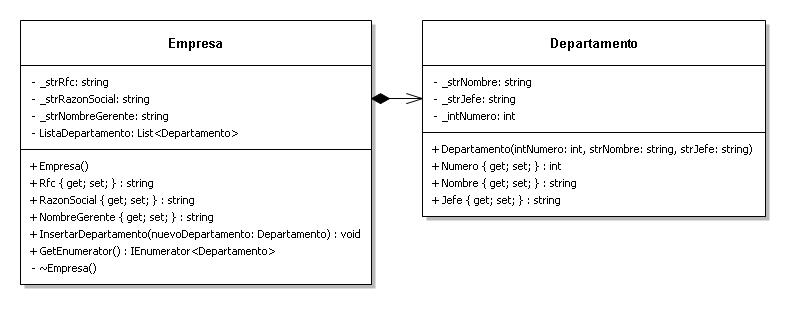 Empresa
- _strRfc: string
- _strRazonSocial: string
- _strNombreGerente: string
- ListaDepartamento: List<Departamento>
+ Empresa()
+ Rfc { get; set; } : string
+ RazonSocial { get; set; } : string
+ NombreGerente { get; set; } : string
+ InsertarDepartamento(nuevoDepartamento: Departamento) : void
+ GetEnumerator() : IEnumerator<Departamento>
- ~Empresa()
Departamento
- _strNombre: string
- _strJefe: string
- _intNumero: int
+ Departamento(intNumero: int, strNombre: string, strJefe: string)
+ Numero { get; set; } : int
+ Nombre { get; set; } : string
+ Jefe { get; set; } : string